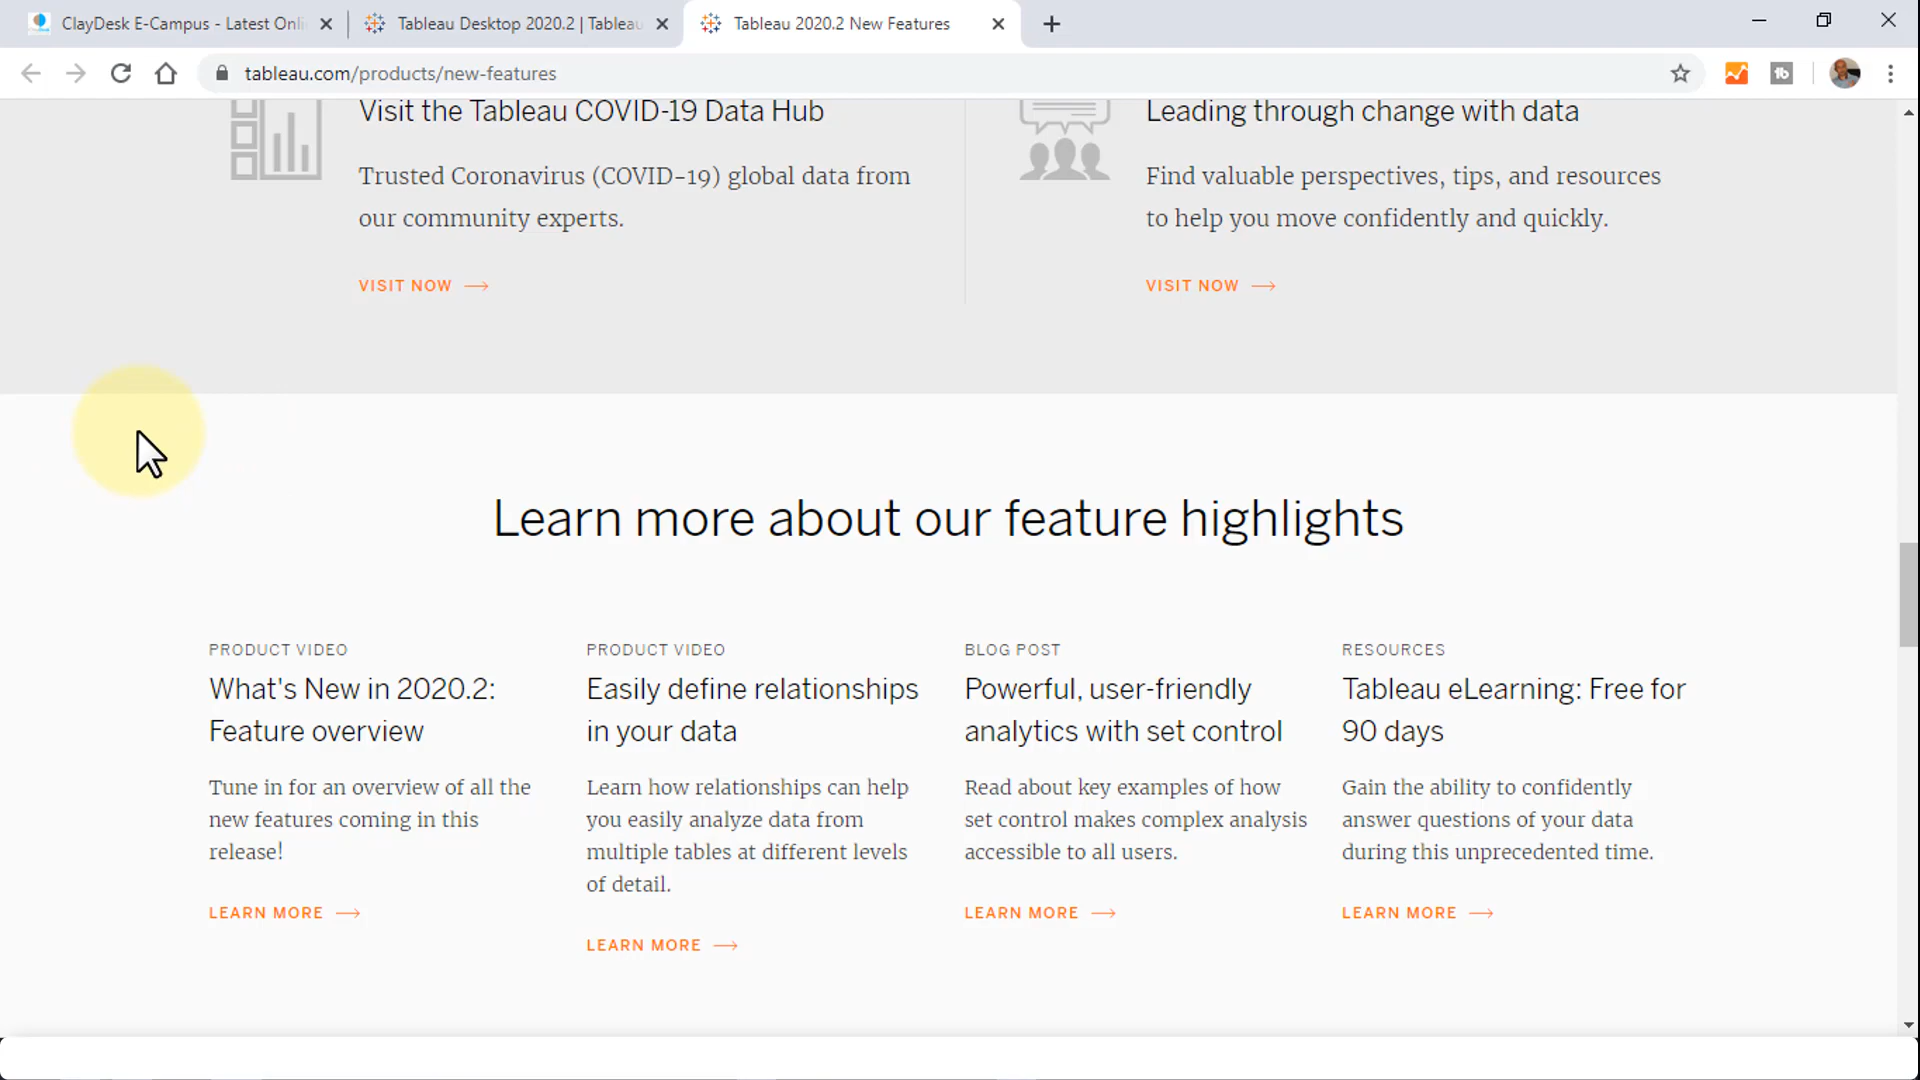 ClayDesk E-Campus - Latest Onli
Tableau Desktop 2020.2 | Tableau
Tableau 2020.2 New Features
tableau.com/products/new-features
Visit the Tableau COVID-19 Data Hub
Trusted Coronavirus (COVID-19) global data from
our community experts.
VISIT NOW
Leading through change with data
Find valuable perspectives, tips, and resources
to help you move confidently and quickly.
VISIT NOW
Learn more about our feature highlights
PRODUCT VIDEO
What's New in 2020.2:
Feature overview
Tune in for an overview of all the
new features coming in this
release!
LEARN MORE
PRODUCT VIDEO
Easily define relationships
in your data
Learn how relationships can help
you easily analyze data from
multiple tables at different levels
of detail.
LEARN MORE
BLOG POST
Powerful, user-friendly
analytics with set control
Read about key examples of how
set control makes complex analysis
accessible to all users.
LEARN MORE
RESOURCES
Tableau eLearning: Free for
90 days
Gain the ability to confidently
answer questions of your data
during this unprecedented time.
LEARN MORE